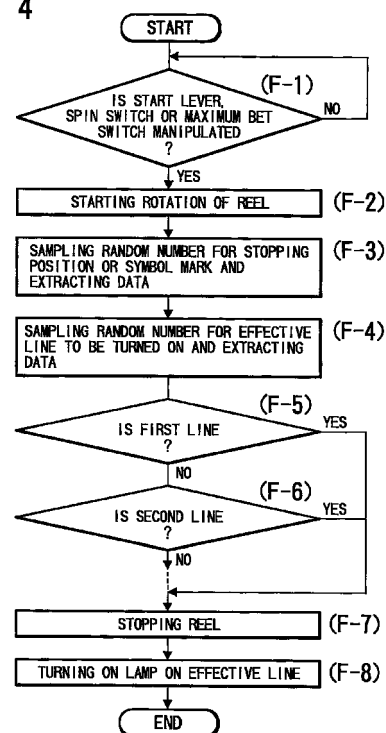 4
START
(F-1)
IS START LEVER,
SPIN SWITCH OR MAXIMUM BET
SWITCH MANIPULATED
?
NO
YES
STARTING ROTATION OF REEL
(F-2)
SAMPLING RANDOM NUMBER FOR STOPPING
POSITION OR SYMBOL MARK AND
EXTRACTING DATA
(F-3)
SAMPLING RANDOM NUMBER FOR EFFECTIVE
LINE TO BE TURNED ON AND EXTRACTING
DATA
(F-4)
(F-5)
IS FIRST LINE
?
YES
NO
(F-6)
IS SECOND LINE
?
YES
NO
STOPPING REEL
(F-7)
TURNING ON LAMP ON EFFECTIVE LINE
(F-8)
END